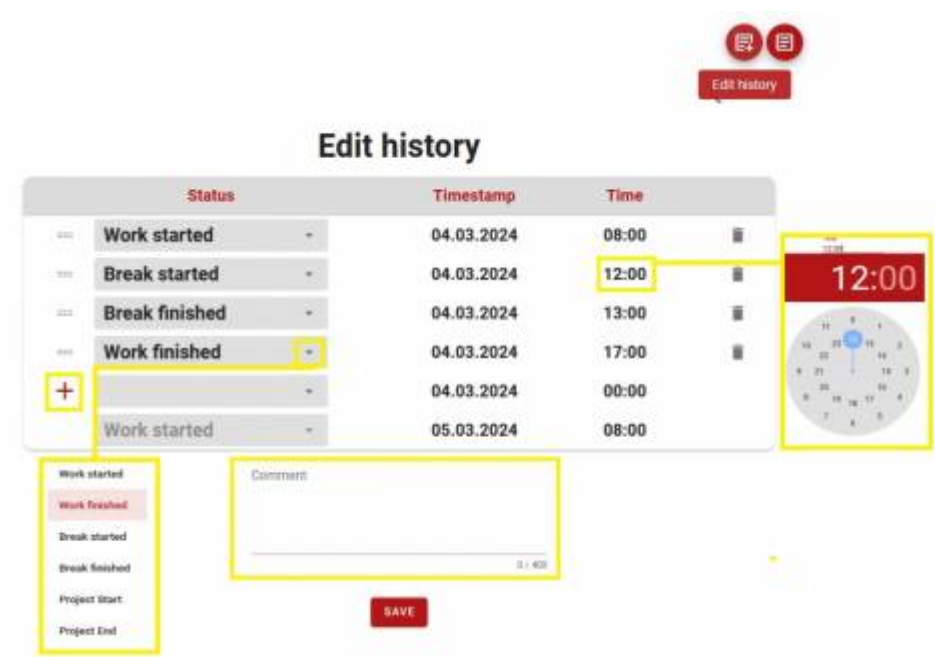 Edit history
Edit history
Status Timestamp Time
Work started 04.03.2024 08:00
Break started 04.03.2024 12:00
Break finished 04.03.2024 13:00
Work finished 04.03.2024 17:00
+ 04.03.2024 00:00
Work started 05.03.2024 08:00
12:00
Work started
Work finished
Break started
Break finished
Project Start
Project End
Comment
0 / 400
SAVE